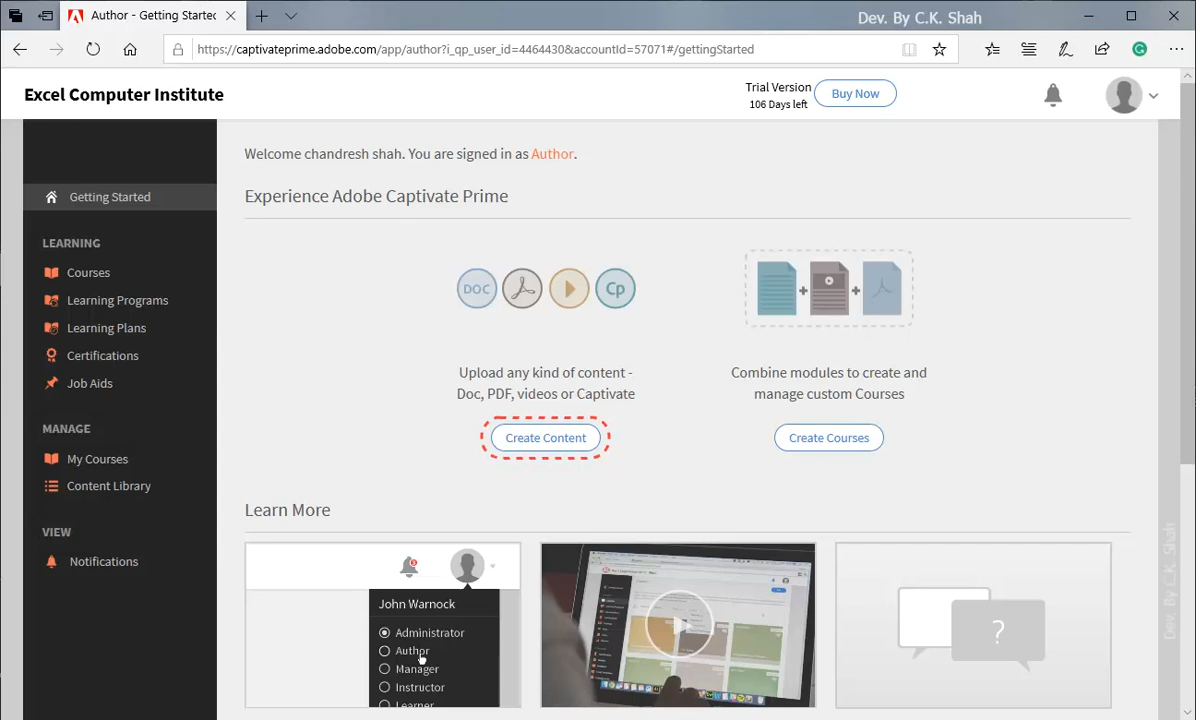 Author - Getting Started
Dev. By C.K. Shah
https://captivateprime.adobe.com/app/author?i_qp_user_id=4464430&accountId=57071#/gettingStarted
Excel Computer Institute
Trial Version
106 Days left
Buy Now
Welcome chandresh shah. You are signed in as Author.
Getting Started
Experience Adobe Captivate Prime
LEARNING
Courses
Learning Programs
Learning Plans
Certifications
Job Aids
MANAGE
My Courses
Content Library
VIEW
Notifications
DOC
Cp
+ +
Upload any kind of content -
Doc, PDF, videos or Captivate
Create Content
Combine modules to create and
manage custom Courses
Create Courses
Learn More
John Warnock
Administrator
Author
Manager
Instructor
Learner
?
Dev. By C.K. Shah